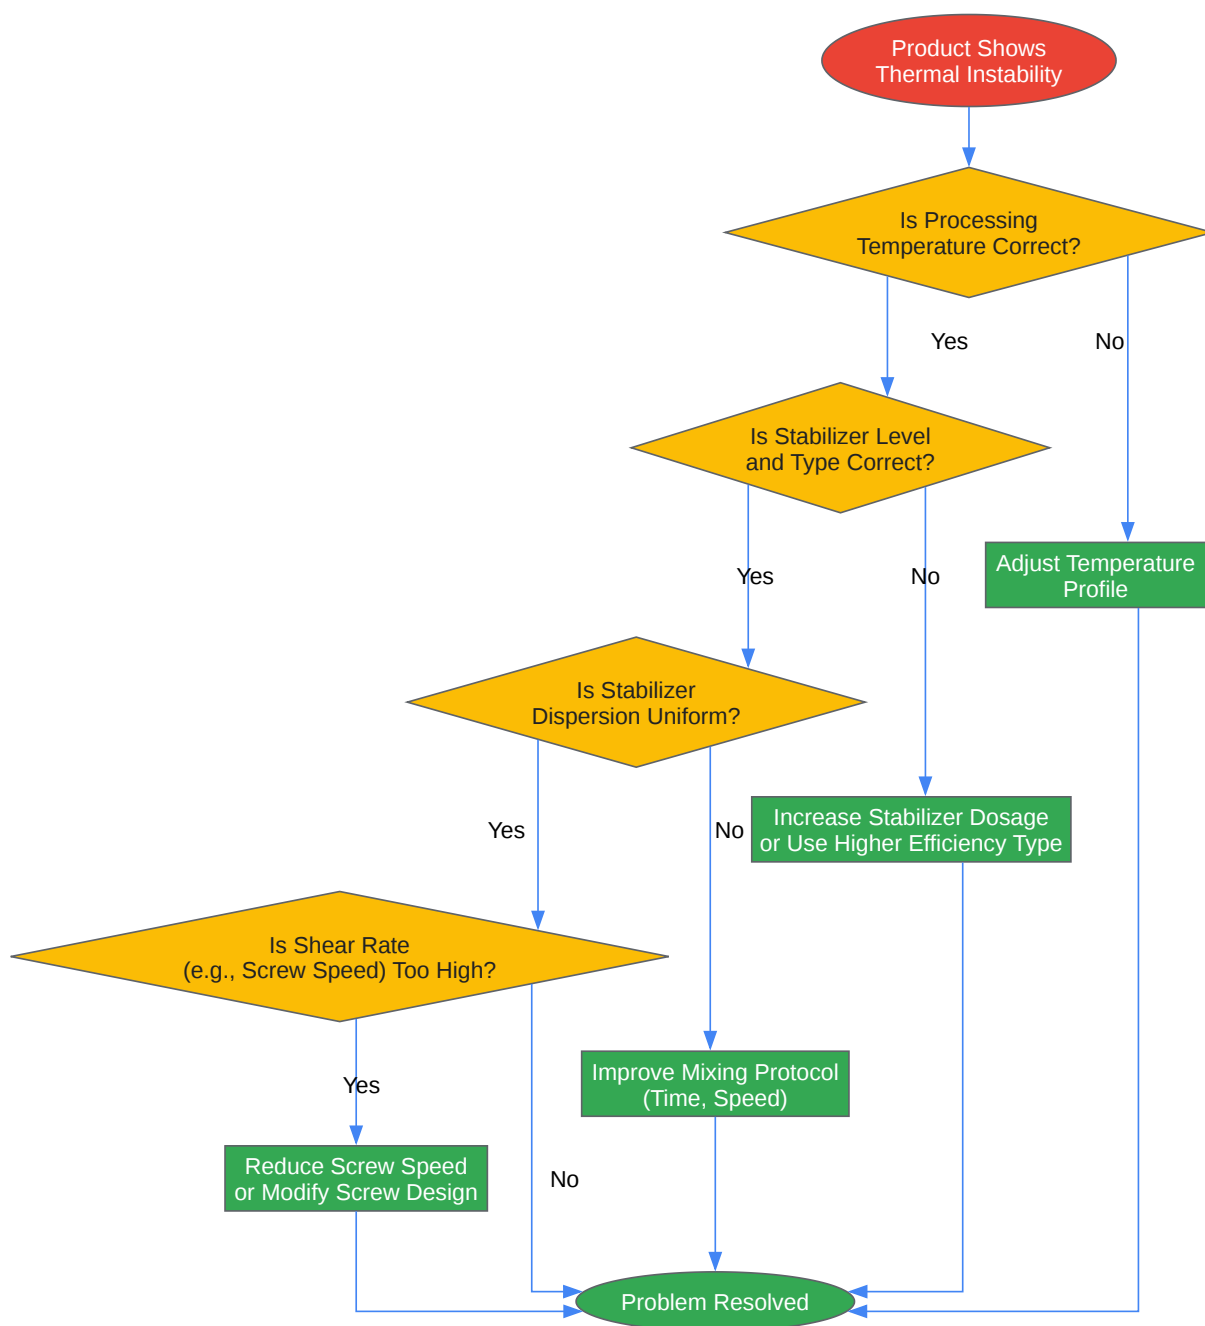 Product Shows
Thermal Instability
Is Processing
Temperature Correct?
Yes
No
Is Stabilizer Level
and Type Correct?
Yes
No
Adjust Temperature
Profile
Is Stabilizer
Dispersion Uniform?
Yes
No
Increase Stabilizer Dosage
or Use Higher Efficiency Type
Is Shear Rate
(e.g., Screw Speed) Too High?
Yes
No
Improve Mixing Protocol
(Time, Speed)
Reduce Screw Speed
or Modify Screw Design
Problem Resolved